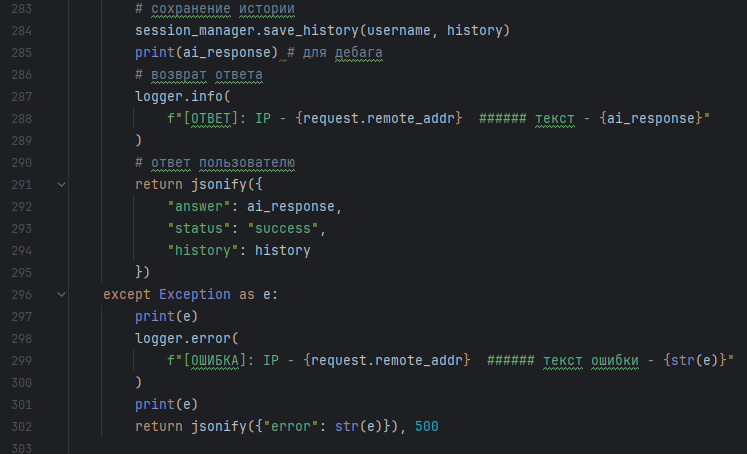 283 # сохранение истории
284 session_manager.save_history(username, history)
285 print(ai_response) # для дебага
286 # возврат ответа
287 logger.info(
288 f"[ОТВЕТ]: IP - {request.remote_addr}  ###### текст - {ai_response}"
289 )
290 # ответ пользователю
291 return jsonify({
292 "answer": ai_response,
293 "status": "success",
294 "history": history
295 })
296 except Exception as e:
297 print(e)
298 logger.error(
299 f"[ОШИБКА]: IP - {request.remote_addr}  ###### текст ошибки - {str(e)}"
300 )
301 print(e)
302 return jsonify({"error": str(e)}), 500
303